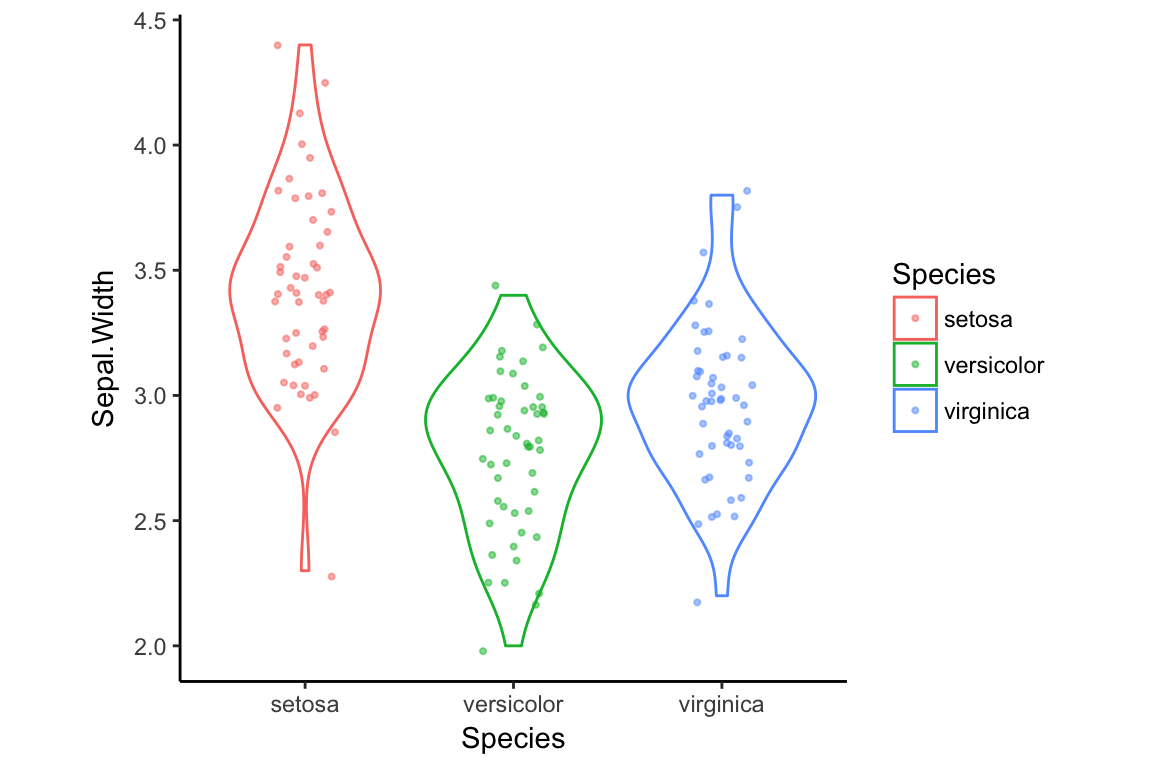 4.5
4.0
3.5
3.0
2.5
2.0
Sepal.Width
setosa
versicolor
virginica
Species
Species
setosa
versicolor
virginica